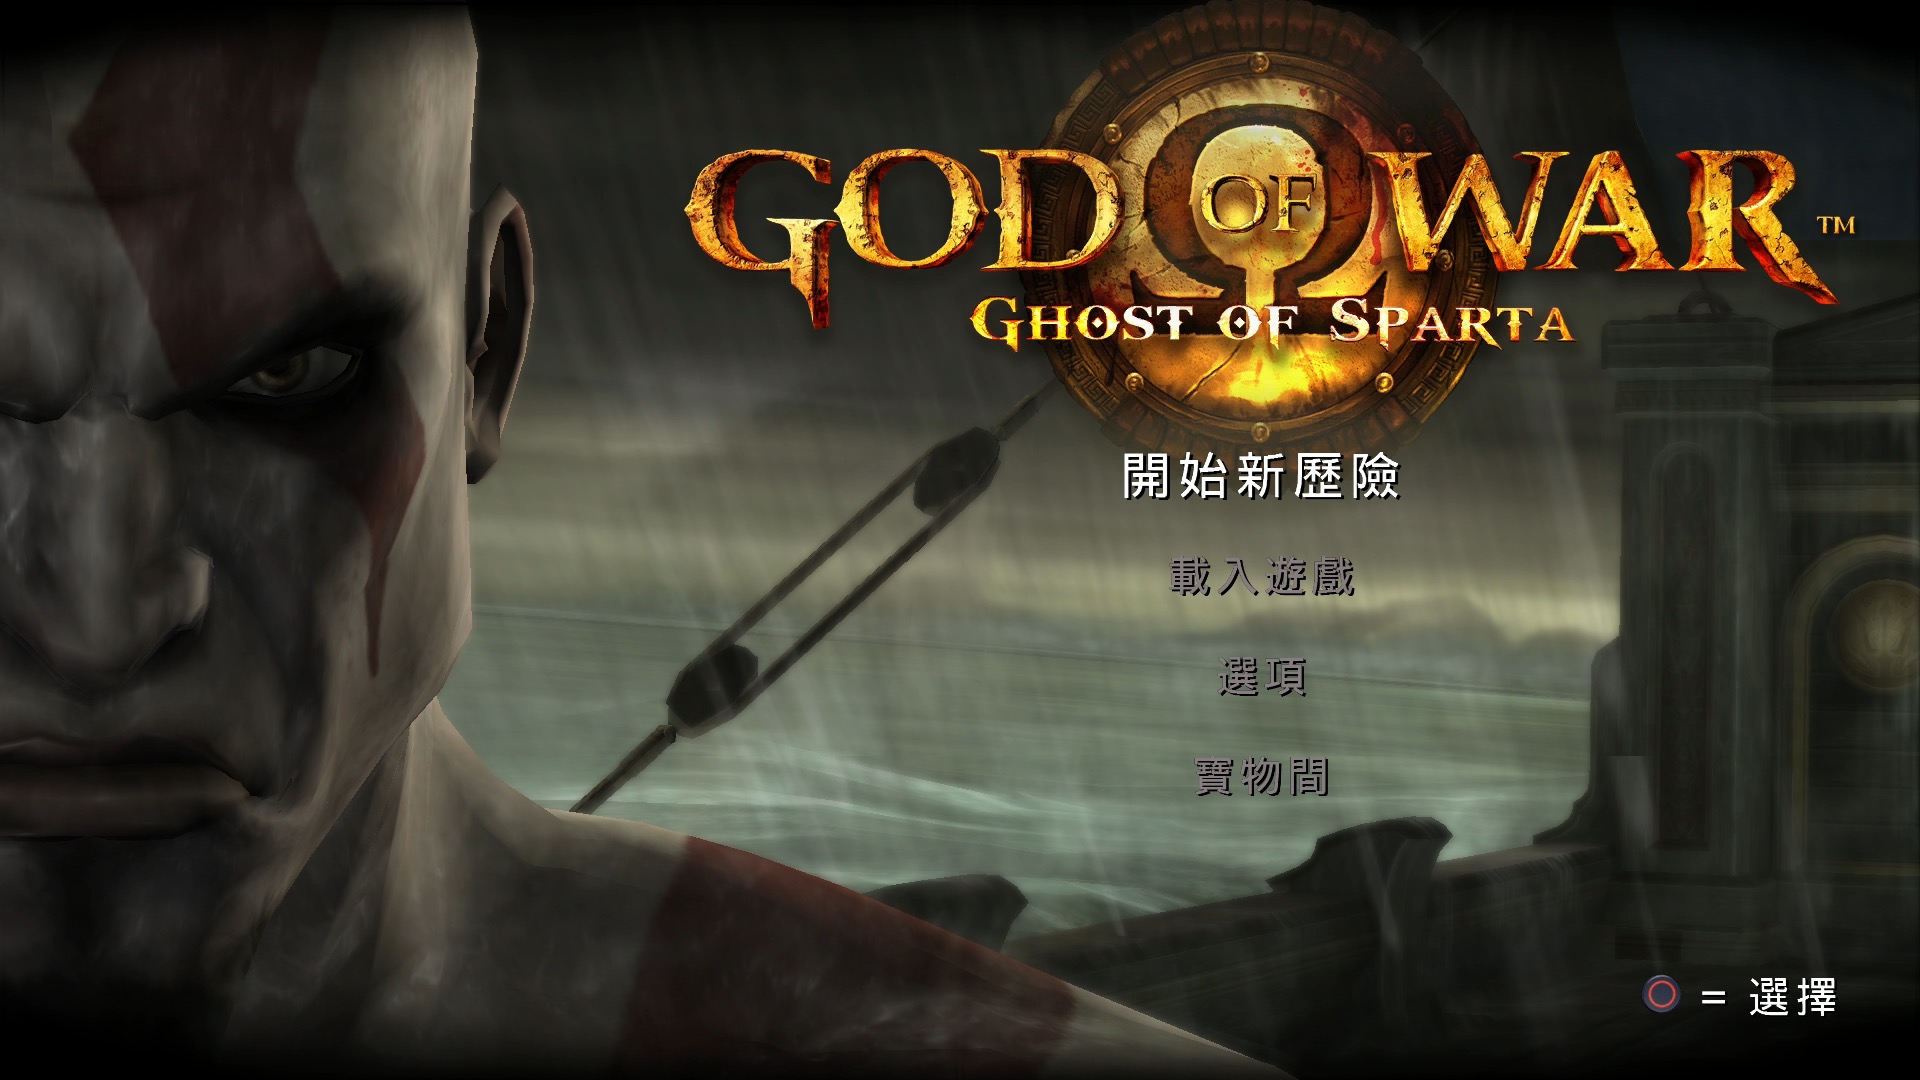 GOD OF WAR™
GHOST OF SPARTA
開始新歷險
載入遊戲
選項
寶物間
= 選擇